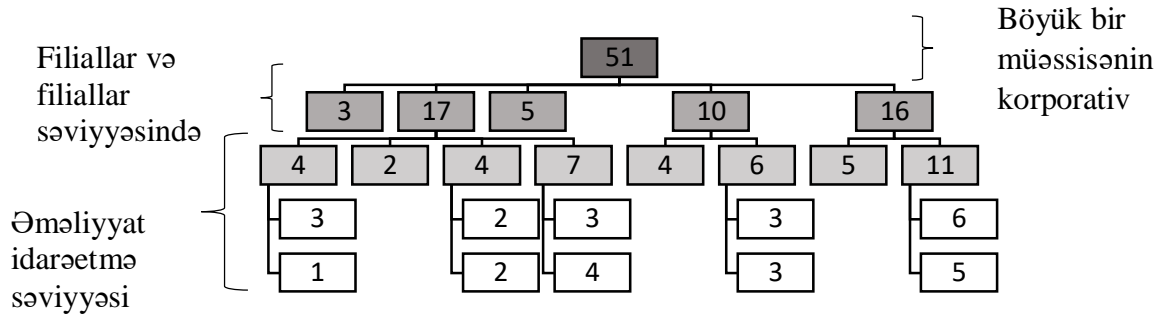 Böyük bir
müəssisənin
korporativ
Filiallar və
filiallar
səviyyəsində
51
3 17 5 10 16
4 2 4 7 4 6 5 11
Əməliyyat
idarəetmə
səviyyəsi
3 2 3 3 6
1 2 4 3 5